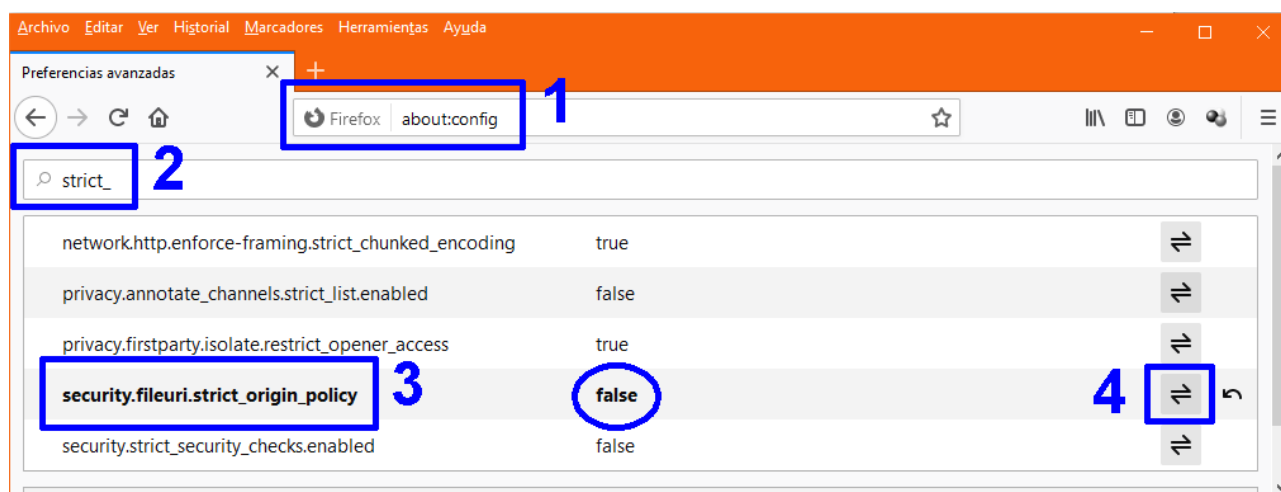 Archivo Editar Ver Historial Marcadores Herramientas Ayuda
Preferencias avanzadas
1
Firefox about:config
2
strict_
network.http.enforce-framing.strict_chunked_encoding true
privacy.annotate_channels.strict_list.enabled false
privacy.firstparty.isolate.restrict_opener_access true
security.fileuri.strict_origin_policy 3 false 4
security.strict_security_checks.enabled false